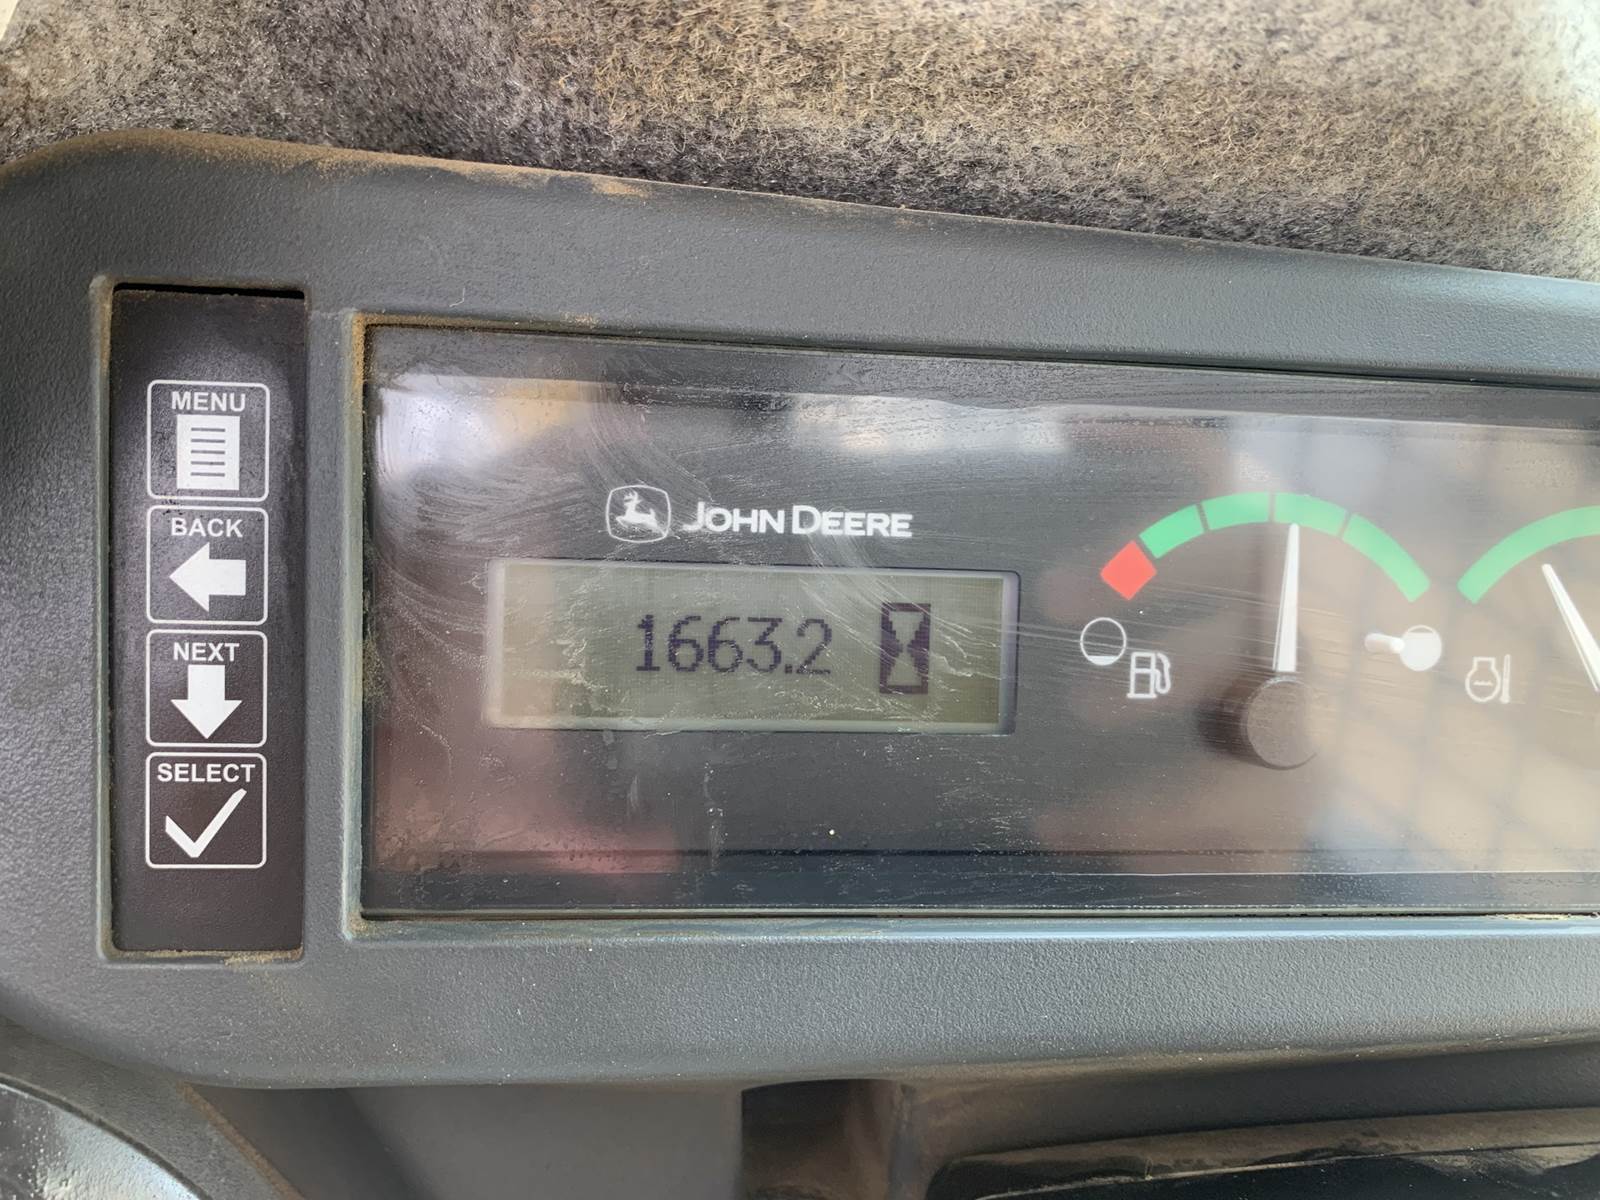 MENU
BACK
NEXT
SELECT
JOHN DEERE
1663.2